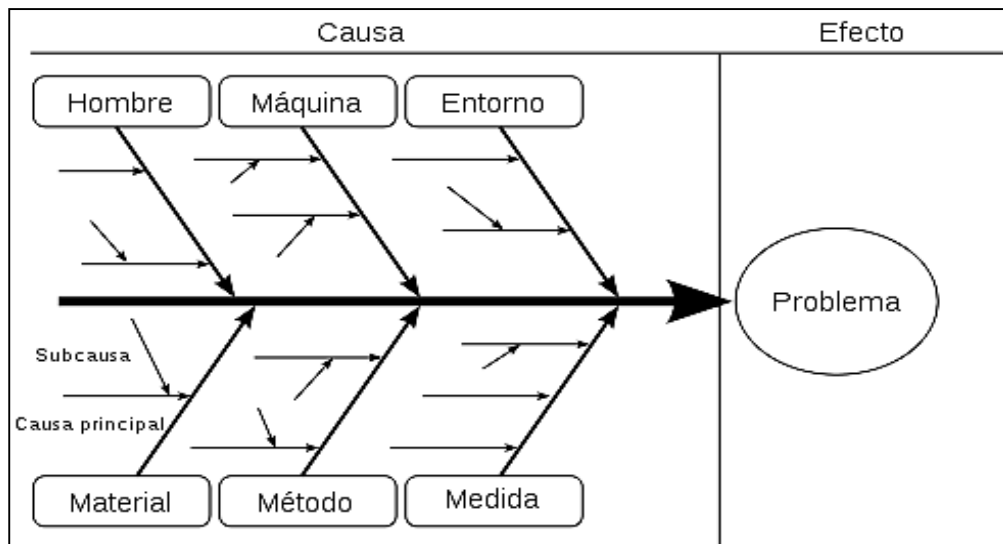 Causa
Efecto
Hombre
Máquina
Entorno
Problema
Subcausa
Causa principal
Material
Método
Medida